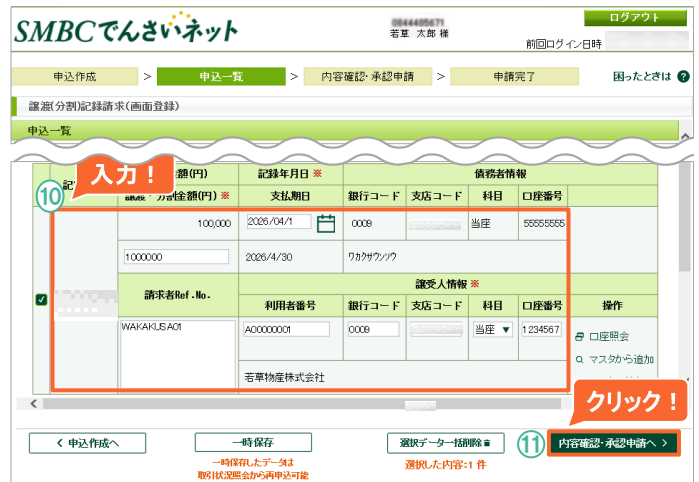 SMBCでんさいネット
若草 太郎 様
ログアウト
前回ログイン日時
申込作成 > 申込一覧 > 内容確認・承認申請 > 申請完了
困ったときは ?
譲渡(分割)記録請求(画面登録)
申込一覧
⑩ 入力!
額(円) 記録年月日 ※ 債務者情報
譲渡・分割金額(円) ※ 支払期日 銀行コード 支店コード 科目 口座番号
100,000 2026/04/1 0009 当座 55555555
1000000 2026/4/30 ワカクサウンソウ
請求者Ref.No. 譲受人情報 ※
利用者番号 銀行コード 支店コード 科目 口座番号 操作
WAKAKUSA01 A00000001 0009 当座 ▼ 1234567
口座照会
マスタから追加
若草物産株式会社
クリック!
< 申込作成へ 一時保存 選択データ一括削除 ⑪ 内容確認・承認申請へ >
一時保存したデータは
取引状況照会から再申込可能
選択した内容:1 件